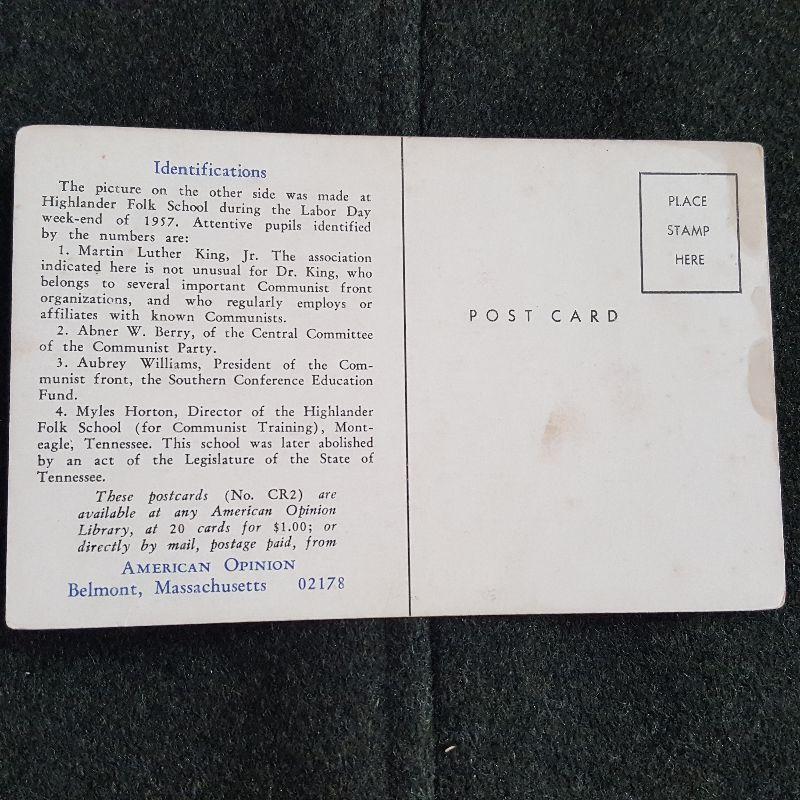 Identifications
The picture on the other side was made at
Highlander Folk School during the Labor Day
week-end of 1957. Attentive pupils identified
by the numbers are:
1. Martin Luther King, Jr. The association
indicated here is not unusual for Dr. King, who
belongs to several important Communist front
organizations, and who regularly employs or
affiliates with known Communists.
2. Abner W. Berry, of the Central Committee
of the Communist Party.
3. Aubrey Williams, President of the Com-
munist front, the Southern Conference Education
Fund.
4. Myles Horton, Director of the Highlander
Folk School (for Communist Training), Mont-
eagle, Tennessee. This school was later abolished
by an act of the Legislature of the State of
Tennessee.
These postcards (No. CR2) are
available at any American Opinion
Library, at 20 cards for $1.00; or
directly by mail, postage paid, from
AMERICAN OPINION
Belmont, Massachusetts 02178
POST CARD
PLACE
STAMP
HERE